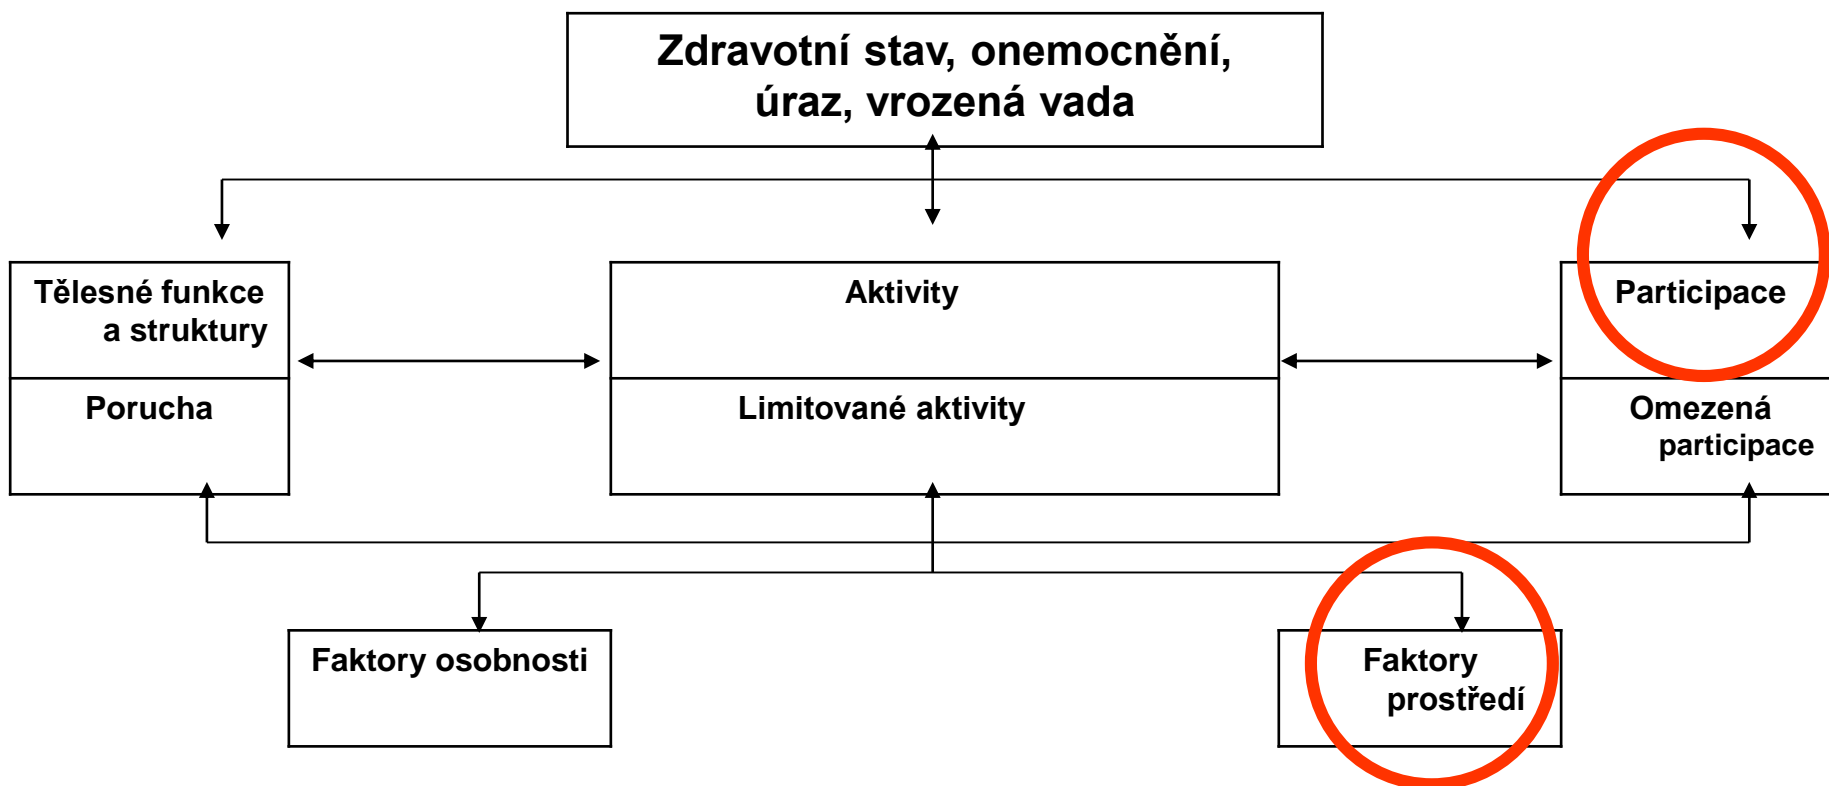 Zdravotní stav, onemocnění,
úraz, vrozená vada
Tělesné funkce
a struktury
Aktivity
Participace
Porucha
Limitované aktivity
Omezená
participace
Faktory osobnosti
Faktory
prostředí